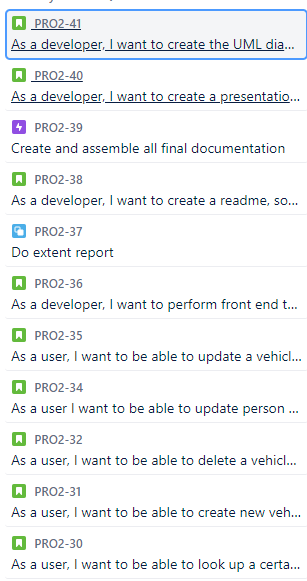 PRO2-41
As a developer, I want to create the UML dia...
PRO2-40
As a developer, I want to create a presentatio...
PRO2-39
Create and assemble all final documentation
PRO2-38
As a developer, I want to create a readme, so...
PRO2-37
Do extent report
PRO2-36
As a developer, I want to perform front end t...
PRO2-35
As a user, I want to be able to update a vehicl...
PRO2-34
As a user I want to be able to update person ...
PRO2-32
As a user, I want to be able to delete a vehicl...
PRO2-31
As a user, I want to be able to create new veh...
PRO2-30
As a user, I want to be able to look up a certa...